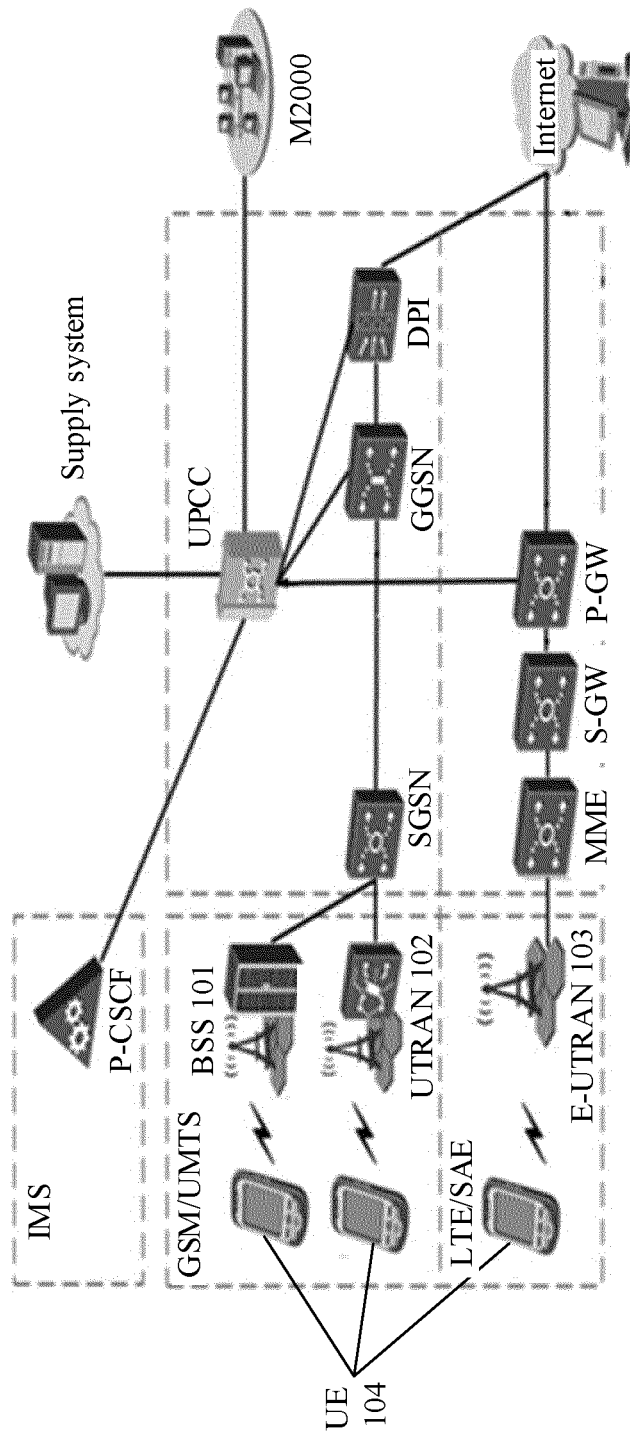 Supply system
IMS
P-CSCF
UPCC
M2000
GSM/UMTS
BSS 101
UTRAN 102
SGSN
GGSN
DPI
UE
104
LTE/SAE
E-UTRAN 103
MME
S-GW
P-GW
Internet